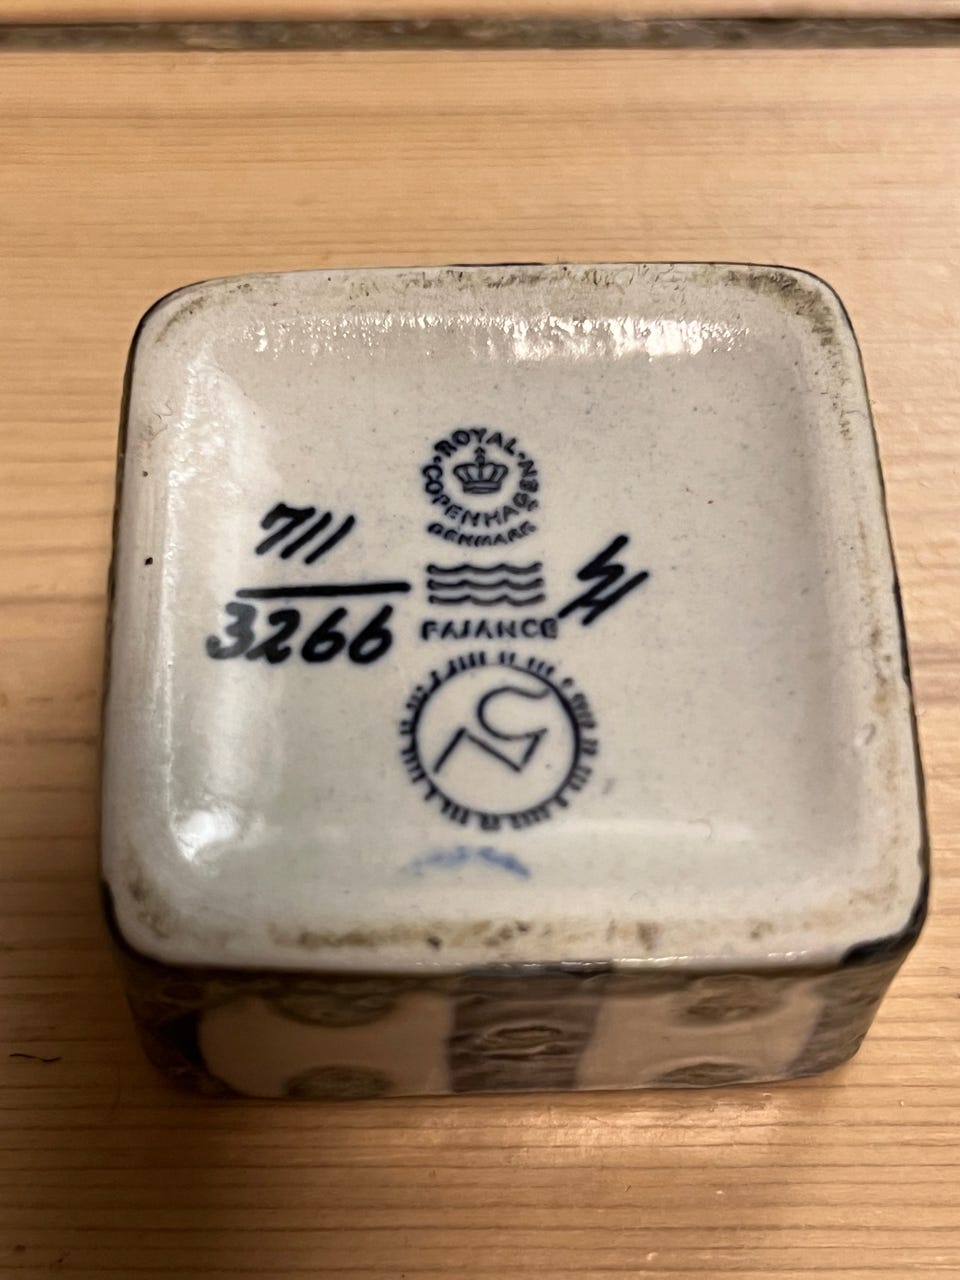 ROYAL
COPENHAGEN
DENMARK
711
3266
FAJANCE